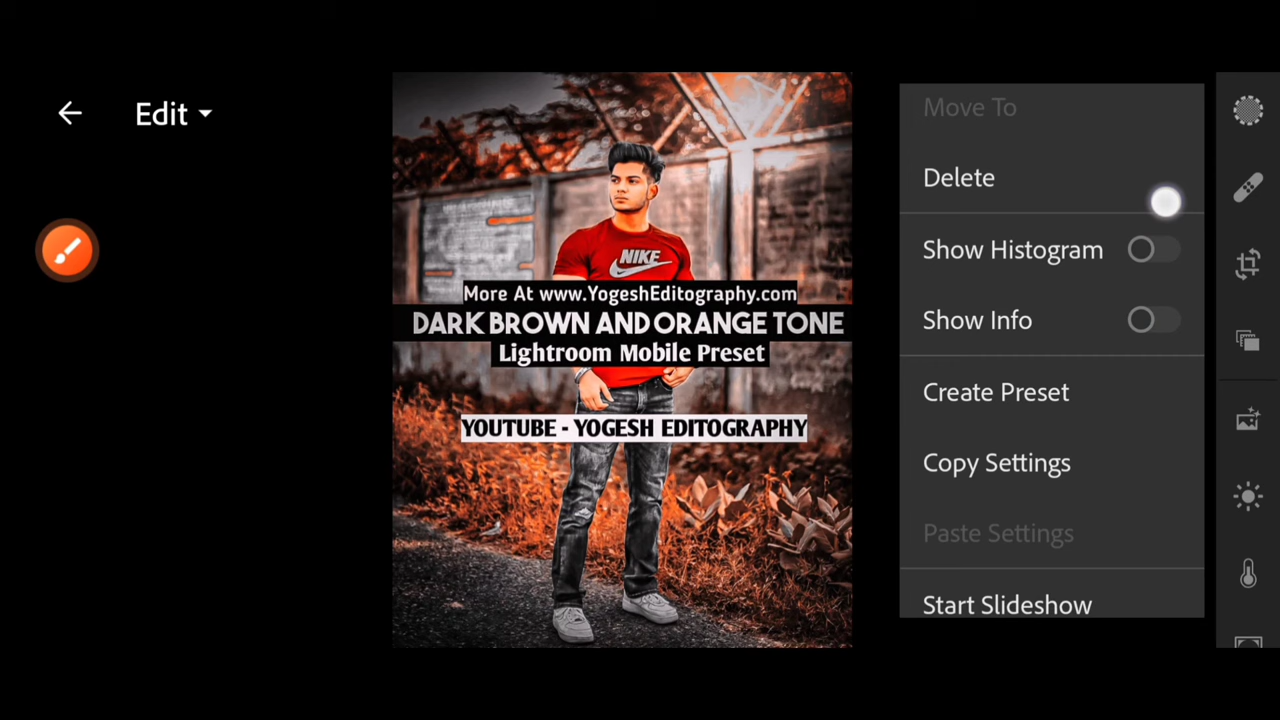 Edit
NIKE
More At www.YogeshEditography.com
DARK BROWN AND ORANGE TONE
Lightroom Mobile Preset
YOUTUBE - YOGESH EDITOGRAPHY
Move To
Delete
Show Histogram
Show Info
Create Preset
Copy Settings
Paste Settings
Start Slideshow